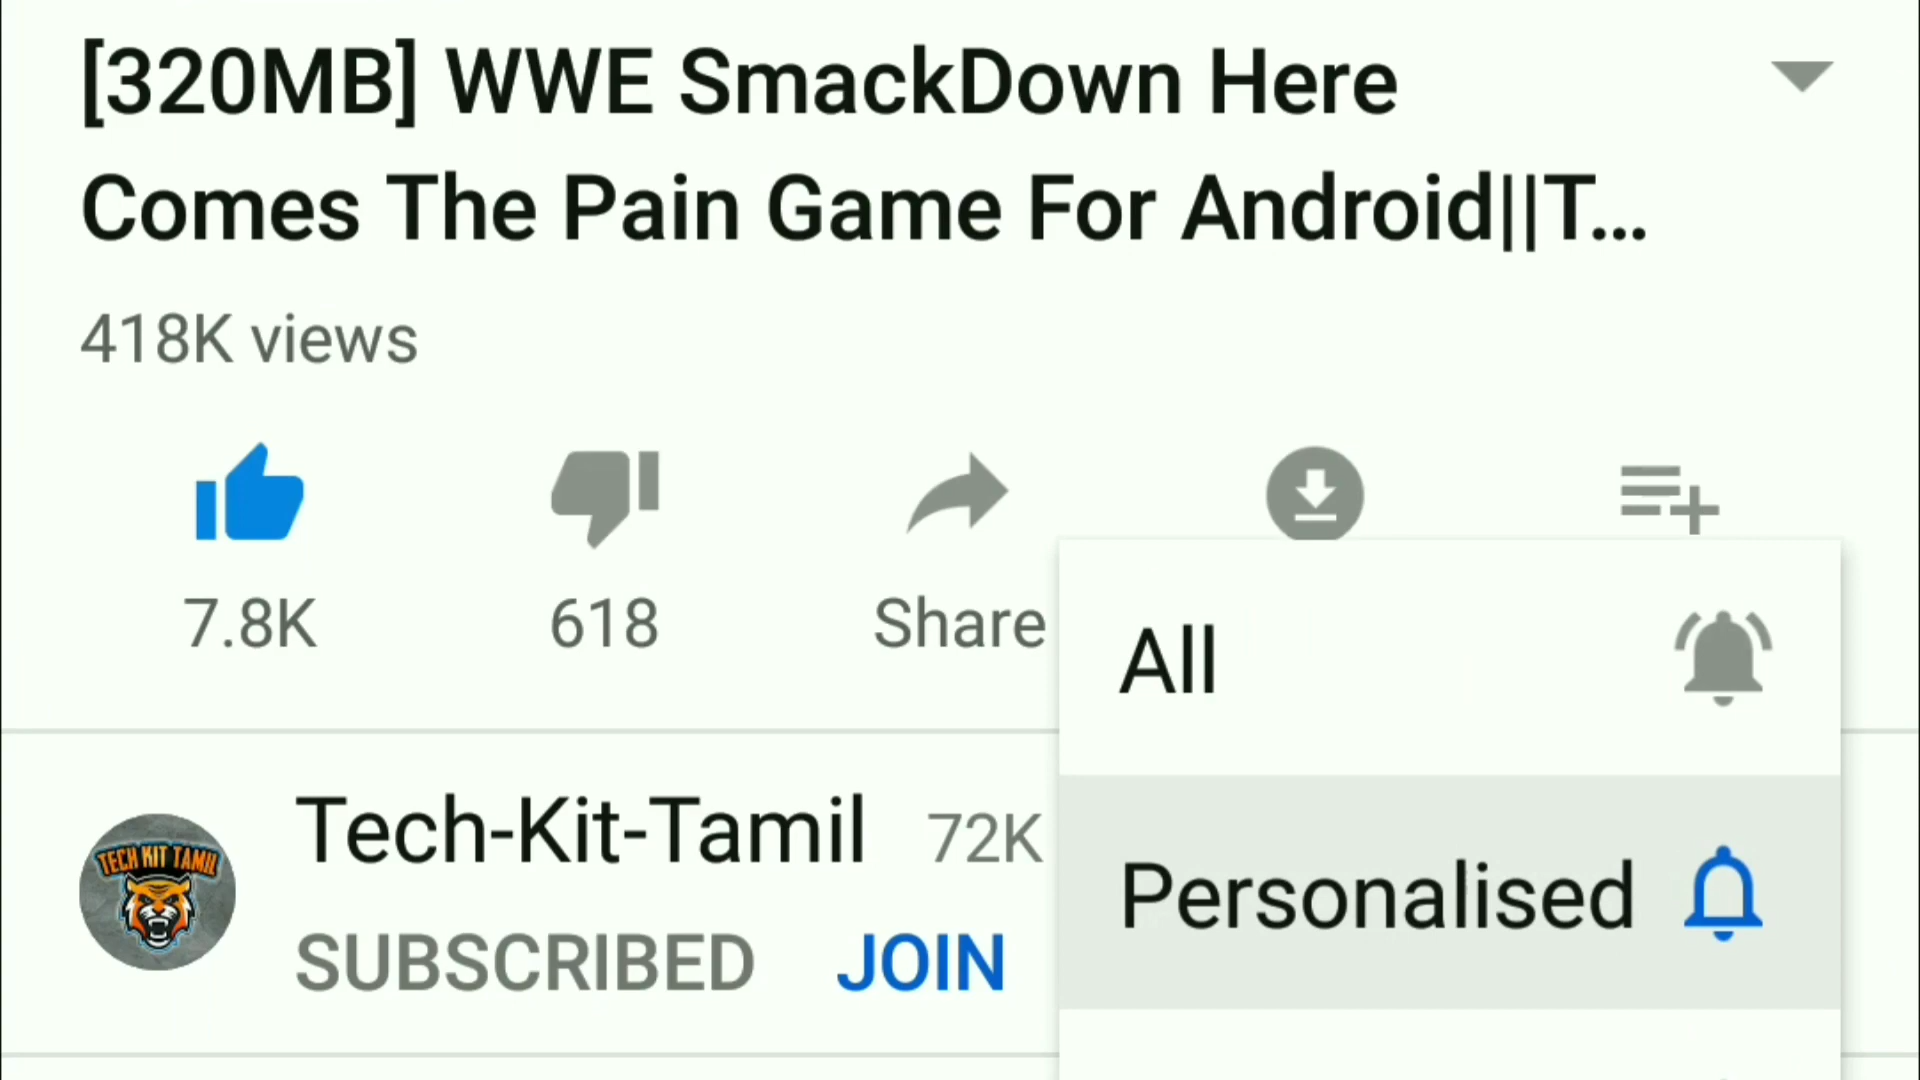 [320MB] WWE SmackDown Here
Comes The Pain Game For Android||T...
418K views
7.8K
618
Share
All
TECH KIT TAMIL
Tech-Kit-Tamil 72K
Personalised
SUBSCRIBED JOIN